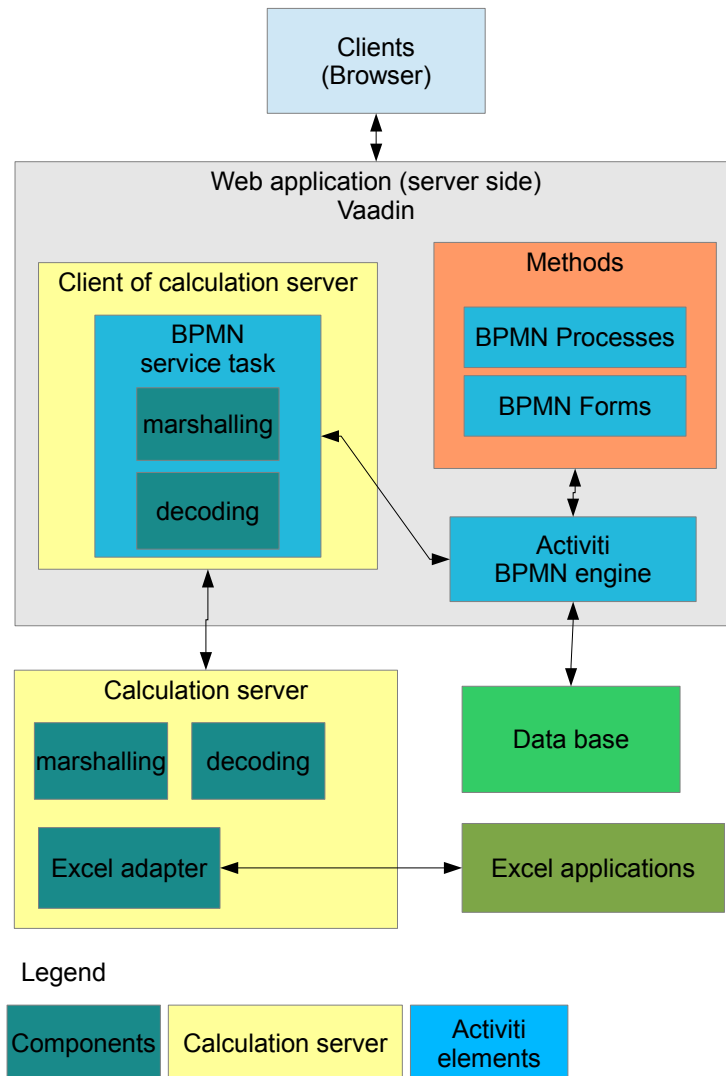 Clients
(Browser)
Web application (server side)
Vaadin
Client of calculation server
BPMN
service task
marshalling
decoding
Methods
BPMN Processes
BPMN Forms
Activiti
BPMN engine
Calculation server
marshalling
decoding
Excel adapter
Data base
Excel applications
Legend
Components
Calculation server
Activiti
elements